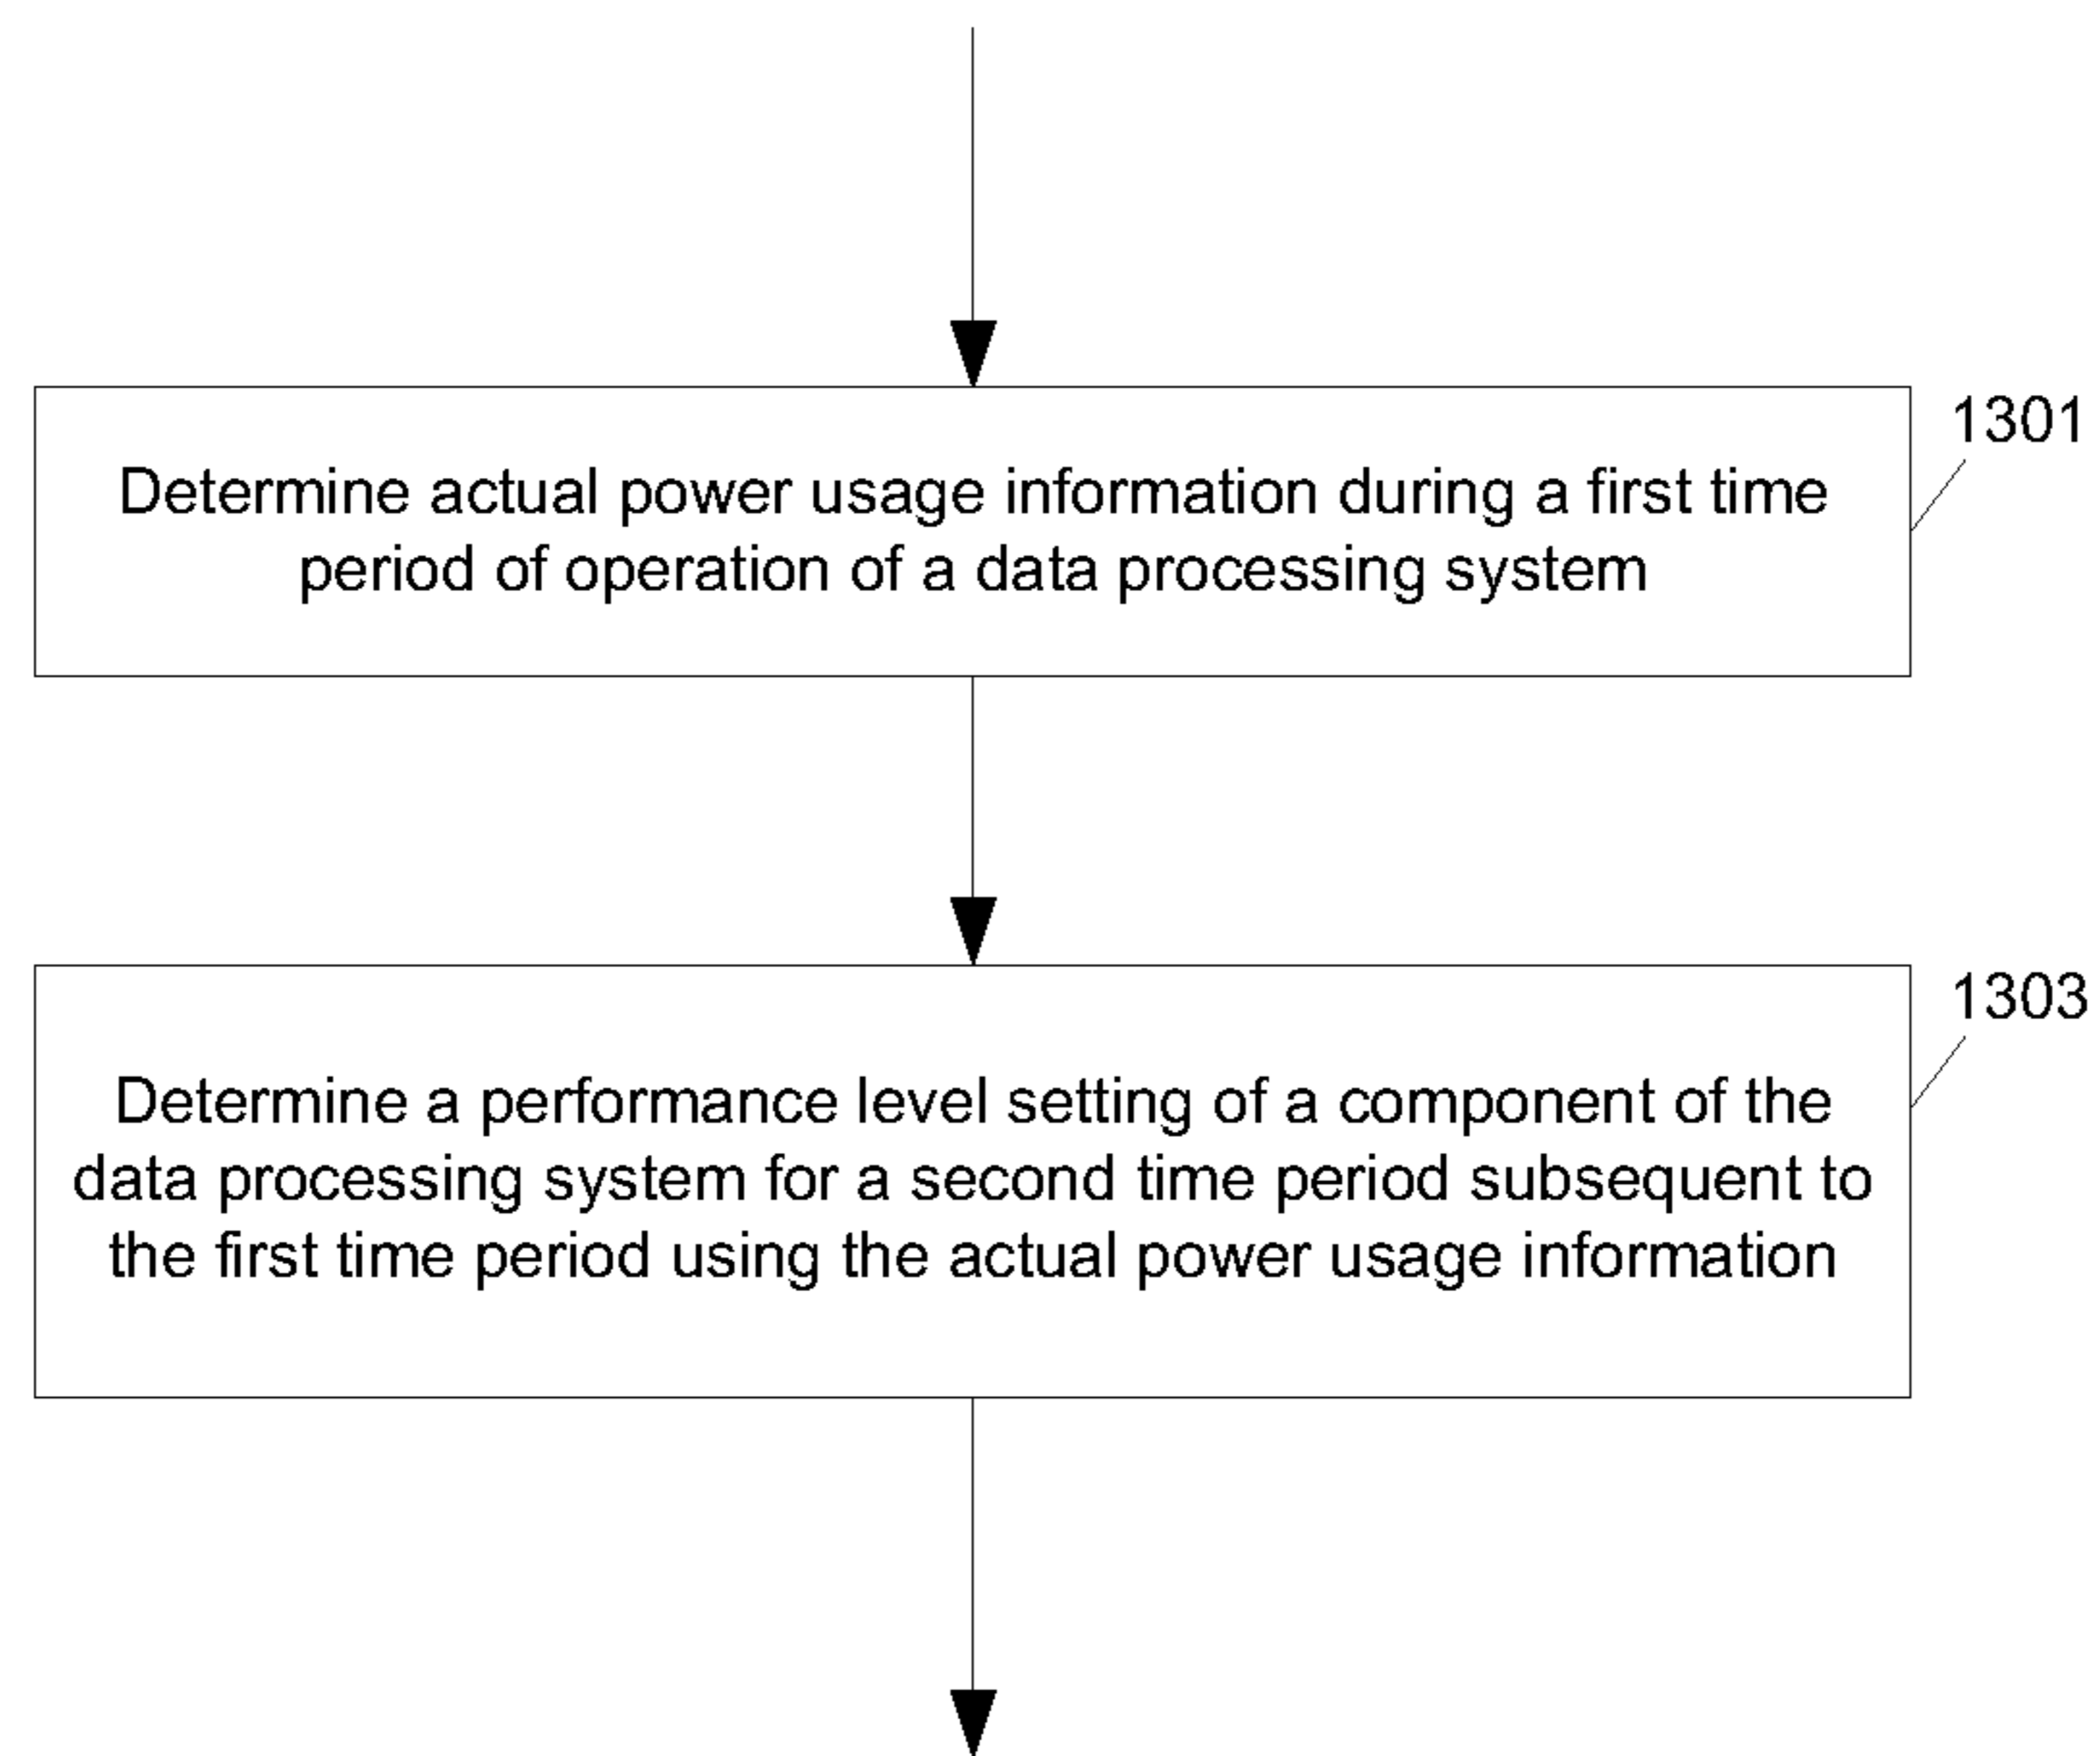 1301
Determine actual power usage information during a first time
period of operation of a data processing system
1303
Determine a performance level setting of a component of the
data processing system for a second time period subsequent to
the first time period using the actual power usage information